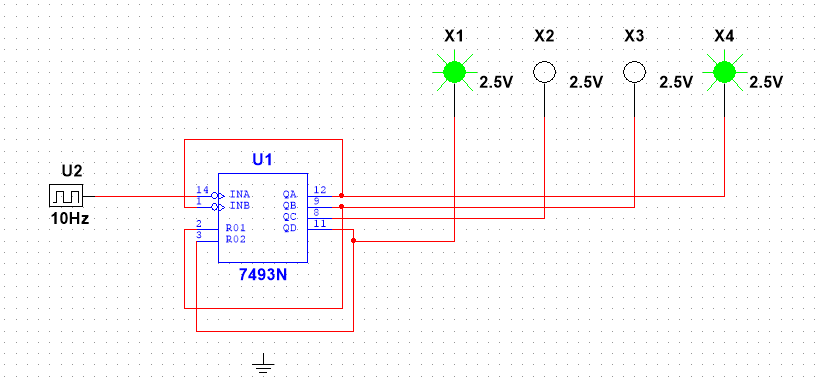 X1 X2 X3 X4
2.5V 2.5V 2.5V 2.5V
U2 U1
10Hz
14 INA QA 12
1 INB QB 9
QC 8
2 R01 QD 11
3 R02
7493N